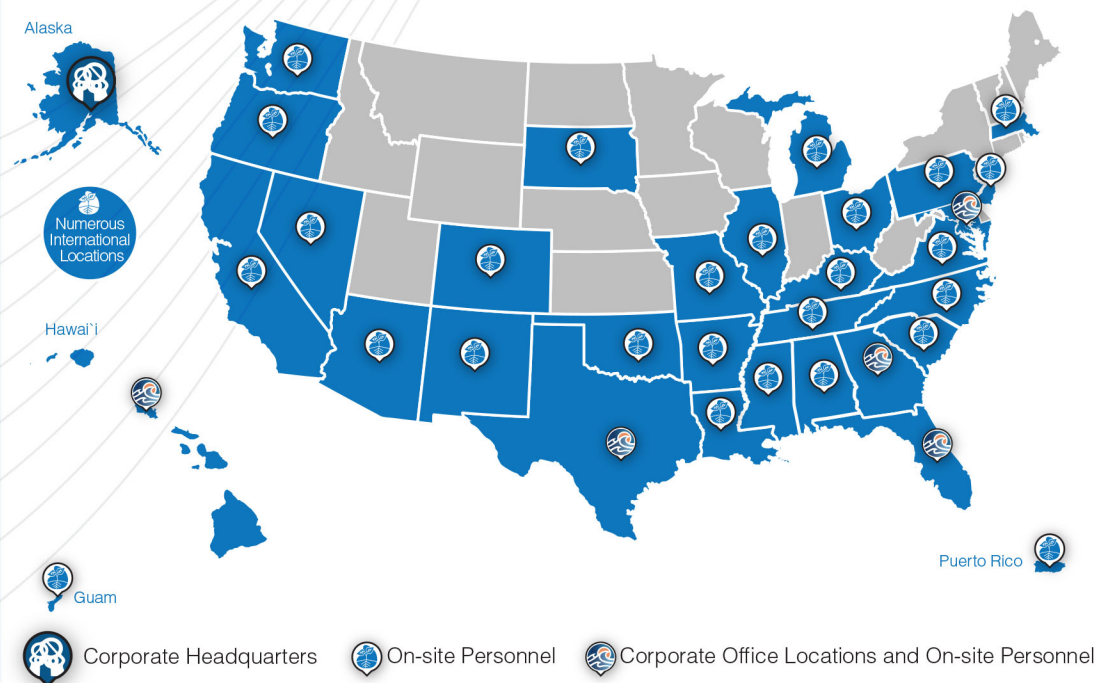 Alaska
Numerous
International
Locations
Hawai`i
Puerto Rico
Guam
Corporate Headquarters
On-site Personnel
Corporate Office Locations and On-site Personnel